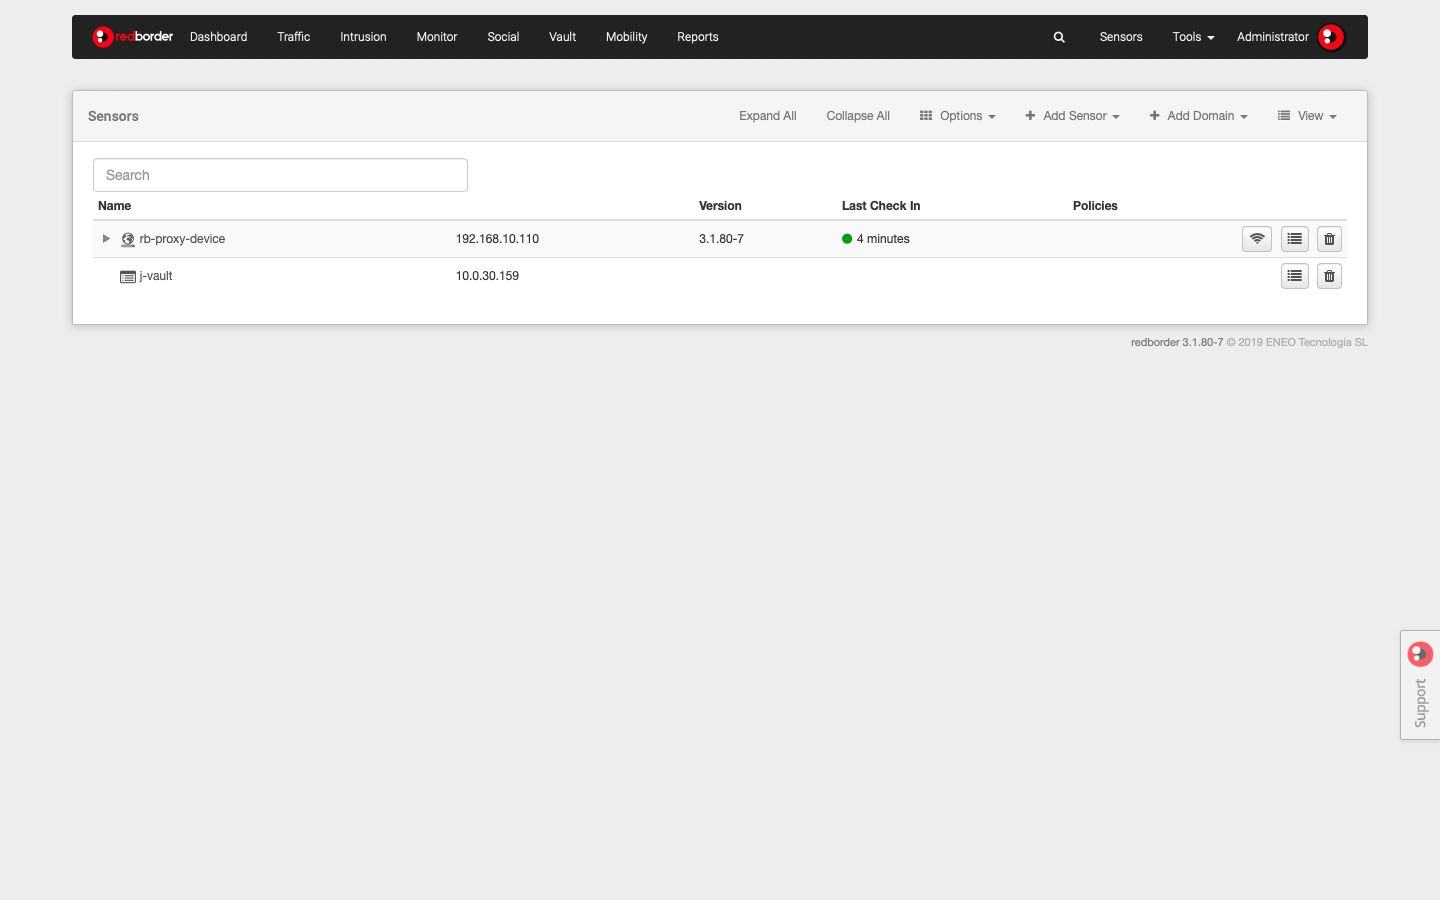 redborder Dashboard Traffic Intrusion Monitor Social Vault Mobility Reports Sensors Tools Administrator
Sensors Expand All Collapse All Options Add Sensor Add Domain View
Search
Name Version Last Check In Policies
rb-proxy-device 192.168.10.110 3.1.80-7 4 minutes
j-vault 10.0.30.159
redborder 3.1.80-7 © 2019 ENEO Tecnologia SL
Support